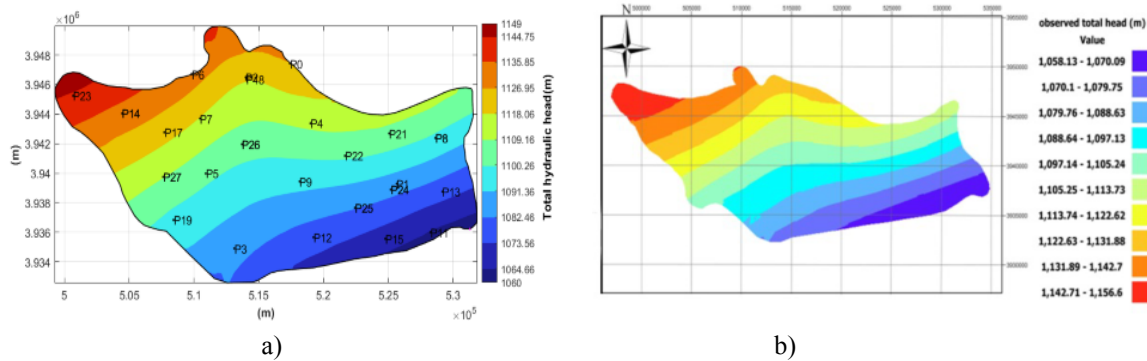 ×10⁶
3.948
3.946
3.944
3.942
3.94
3.938
3.936
3.934
(m)
P6
P0
P48
P23
P14
P17
P7
P4
P21
P8
P26
P22
P27
P5
P9
P1
P24
P13
P19
P25
P3
P12
P15
5
5.05
5.1
5.15
5.2
5.25
5.3
(m)
×10⁵
1149
1144.75
1135.85
1126.95
1118.06
1109.16
1100.26
1091.36
1082.46
1073.56
1064.66
1060
Total hydraulic head(m)
a)
N
510000
515000
520000
525000
530000
observed total head (m)
Value
1,058.13 - 1,070.09
1,070.1 - 1,079.75
1,079.76 - 1,088.63
1,088.64 - 1,097.13
1,097.14 - 1,105.24
1,105.25 - 1,113.73
1,113.74 - 1,122.62
1,122.63 - 1,131.88
1,131.89 - 1,142.7
1,142.71 - 1,156.6
b)